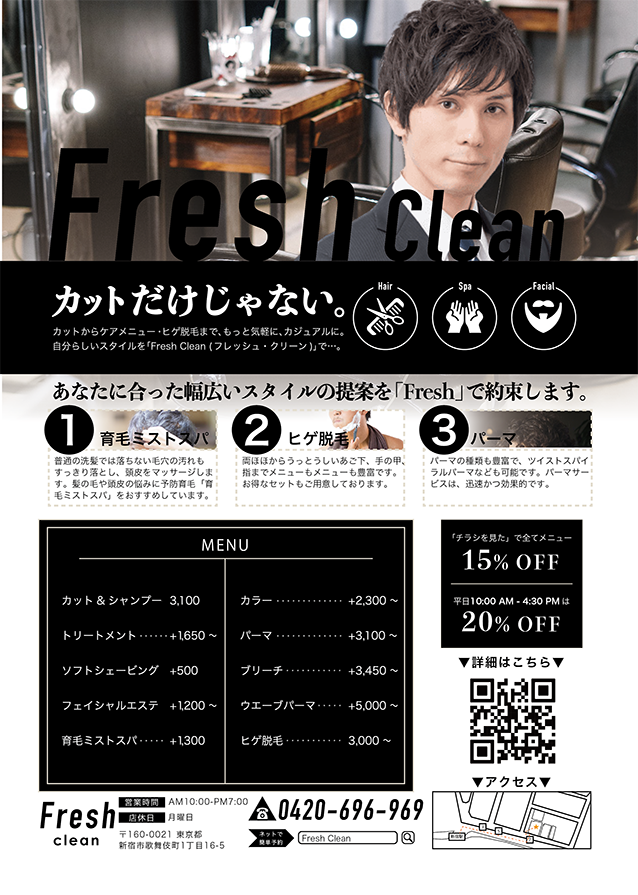 Fresh Clean
カットだけじゃない。
カットからケアメニュー・ヒゲ脱毛まで、もっと気軽に、カジュアルに。
自分らしいスタイルを「Fresh Clean (フレッシュ・クリーン)」で…。
Hair
Spa
Facial
あなたに合った幅広いスタイルの提案を「Fresh」で約束します。
1 育毛ミストスパ
普通の洗髪では落ちない毛穴の汚れも
すっきり落とし、頭皮をマッサージしま
す。髪の毛や頭皮の悩みに予防育毛「育
毛ミストスパ」をおすすめしています。
2 ヒゲ脱毛
両ほほからうっとうしいあご下、手の甲、
指までメニューもメニューも豊富です。
お得なセットもご用意しております。
3 パーマ
パーマの種類も豊富で、ツイストスパイ
ラルパーマなども可能です。パーマサー
ビスは、迅速かつ効果的です。
MENU
カット & シャンプー 3,100
トリートメント ······ +1,650 ~
ソフトシェービング +500
フェイシャルエステ +1,200 ~
育毛ミストスパ ····· +1,300
カラー ············· +2,300 ~
パーマ ············· +3,100 ~
ブリーチ ··········· +3,450 ~
ウエーブパーマ ····· +5,000 ~
ヒゲ脱毛 ··········· 3,000 ~
「チラシを見た」で全てメニュー
15% OFF
平日10:00 AM - 4:30 PM は
20% OFF
▼詳細はこちら▼
▼アクセス▼
Fresh
clean
営業時間 AM10:00-PM7:00
店休日 月曜日
〒160-0021 東京都
新宿市歌舞伎町1丁目16-5
0420-696-969
ネットで
簡単予約
Fresh Clean